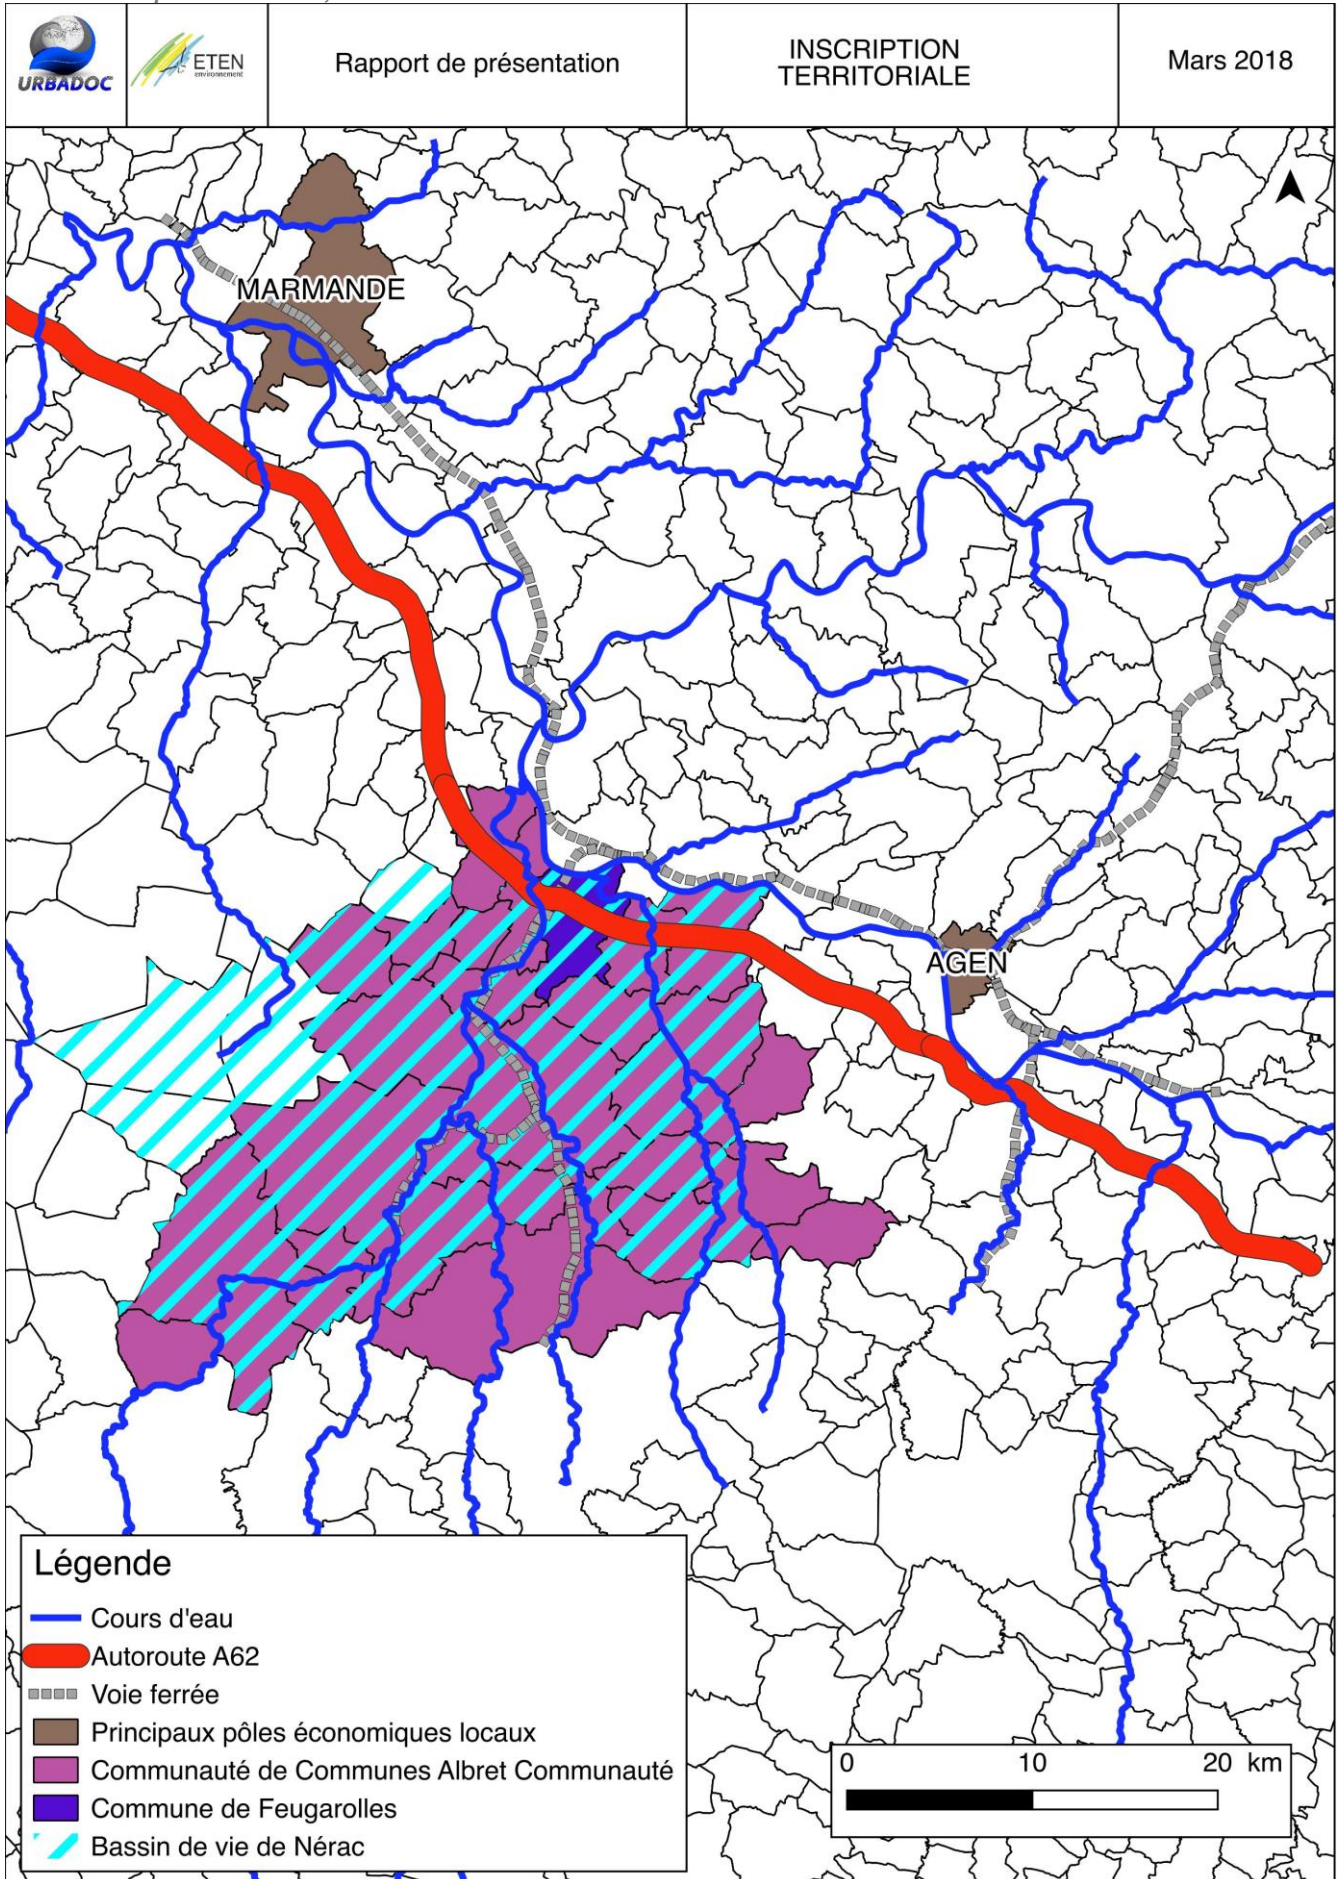 URBADOC
ETEN
environnement
Rapport de présentation
INSCRIPTION
TERRITORIALE
Mars 2018
MARMANDE
AGEN
Légende
Cours d'eau
Autoroute A62
Voie ferrée
Principaux pôles économiques locaux
Communauté de Communes Albret Communauté
Commune de Feugarolles
Bassin de vie de Nérac
0 10 20 km